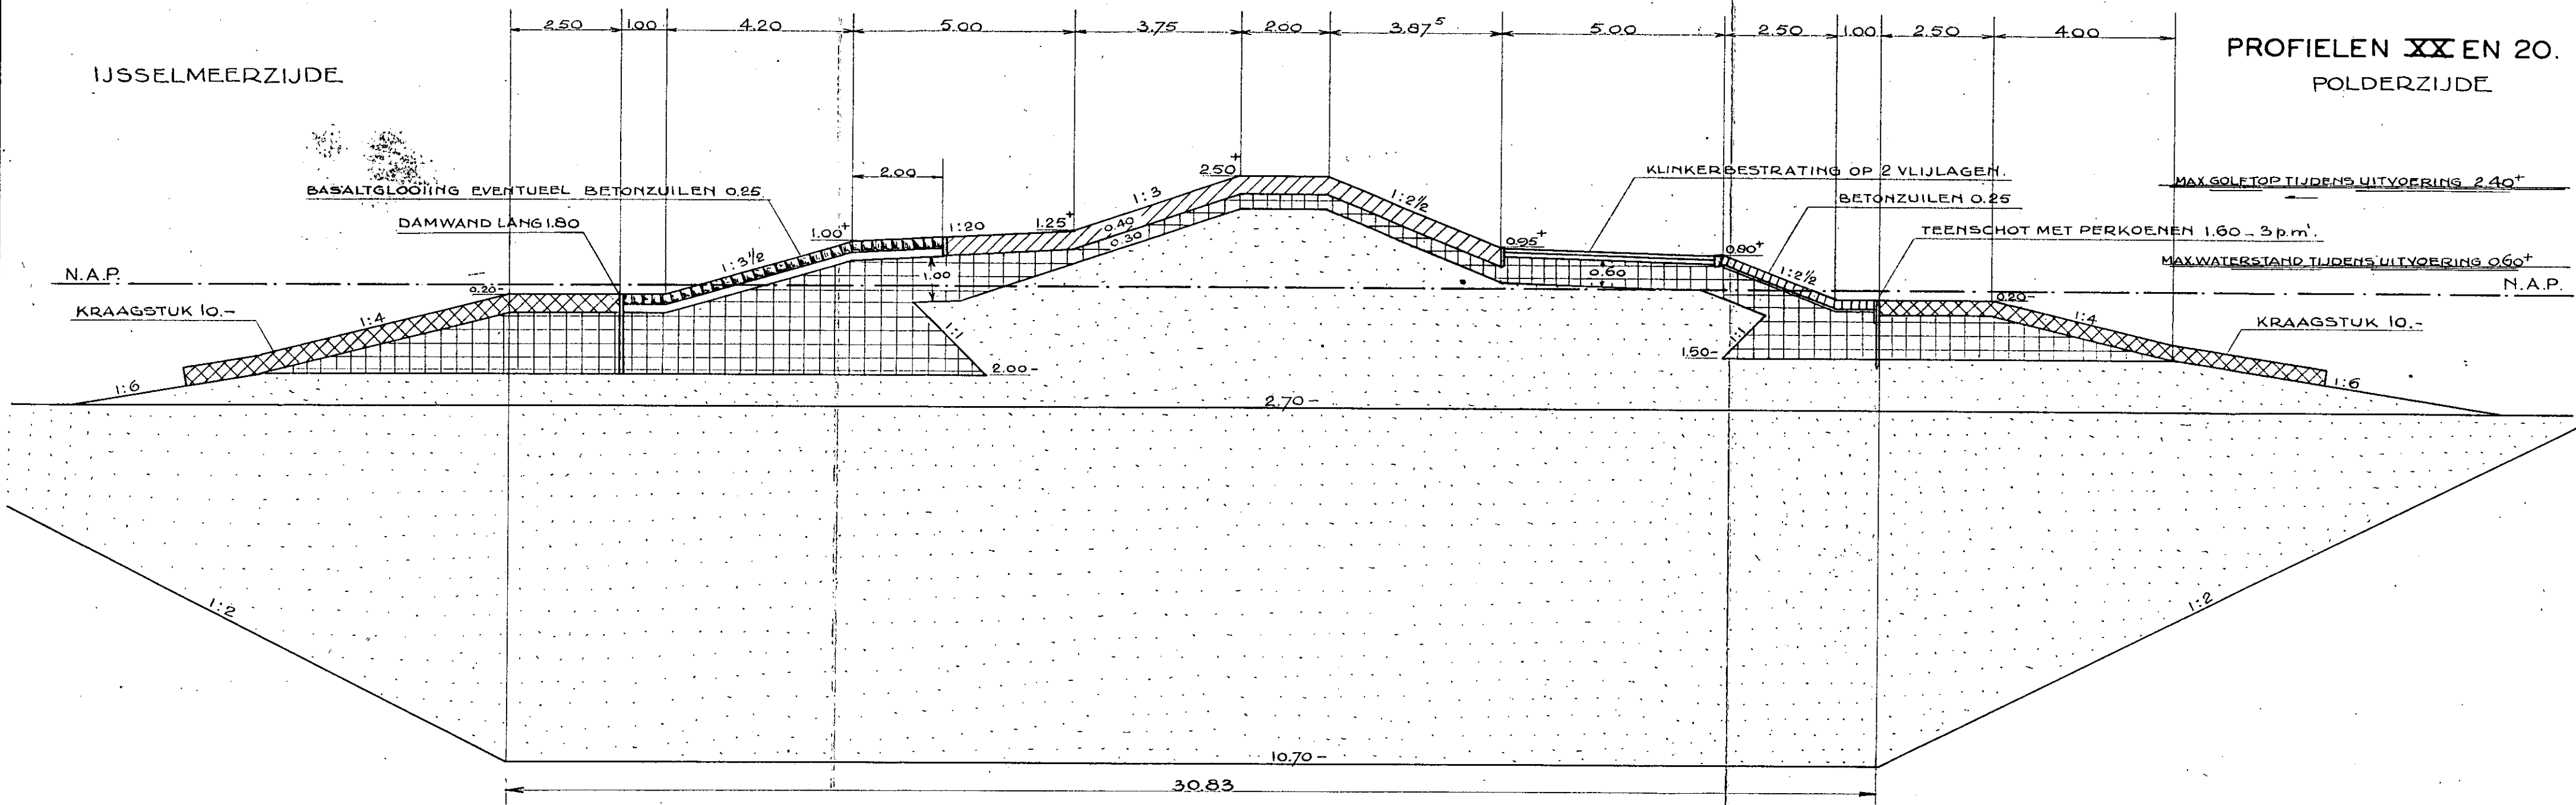 2.50 1.00 4.20 5.00 3.75 2.00 3.87⁵ 5.00 2.50 1.00 2.50 4.00
PROFIELEN XX EN 20.
IJSSELMEERZIJDE
POLDERZIJDE
2.50+
2.00
KLINKERBESTRATING OP 2 VLIJLAGEN.
MAX GOLFTOP TIJDENS UITVOERING 2.40+
BASALTGLOOIING EVENTUEEL BETONZUILEN 0.25
1:3
1:2½
BETONZUILEN 0.25
DAMWAND LANG 1.80
1.00+
1:20
1.25+
0.40
0.30
TEENSCHOT MET PERKOENEN 1.60 - 3 p.m'.
0.95+
0.80+
MAX WATERSTAND TIJDENS UITVOERING 0.60+
N.A.P.
1:3½
1.00
0.60
1:2½
N.A.P.
0.20-
0.20-
KRAAGSTUK 10.-
1:4
1:1
1:1
1:4
KRAAGSTUK 10.-
1.50-
2.00-
1:6
1:6
2.70-
1:2
1:2
10.70-
30.83